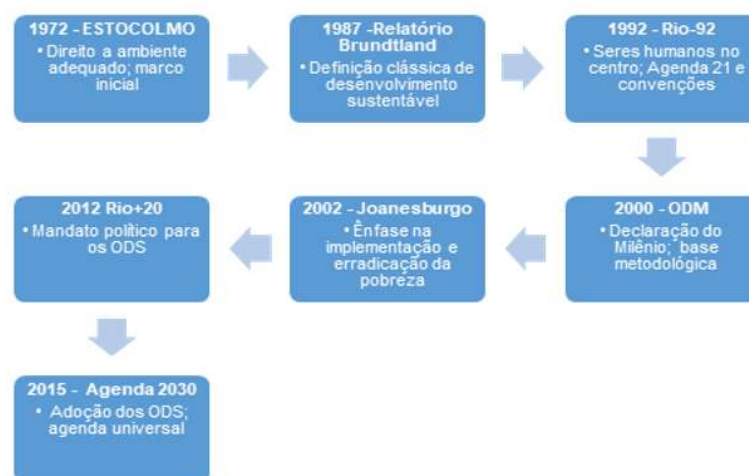 1972 - ESTOCOLMO
• Direito a ambiente
adequado; marco
inicial
1987 -Relatório
Brundtland
• Definição clássica de
desenvolvimento
sustentável
1992 - Rio-92
• Seres humanos no
centro; Agenda 21 e
convenções
2000 - ODM
• Declaração do
Milênio; base
metodológica
2002 - Joanesburgo
• Ênfase na
implementação e
erradicação da
pobreza
2012 Rio+20
• Mandato político para
os ODS
2015 - Agenda 2030
• Adoção dos ODS;
agenda universal